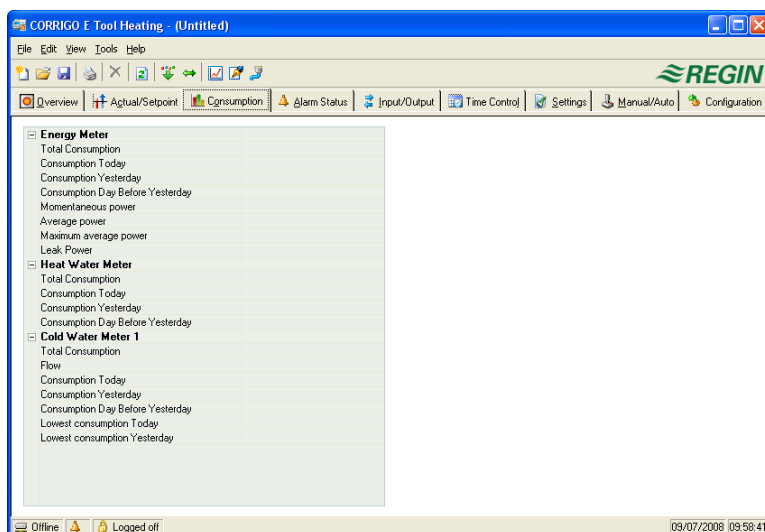 CORRIGO E Tool Heating - (Untitled)
File Edit View Tools Help
REGIN
Overview Actual/Setpoint Consumption Alarm Status Input/Output Time Control Settings Manual/Auto Configuration
Energy Meter
Total Consumption
Consumption Today
Consumption Yesterday
Consumption Day Before Yesterday
Momentaneous power
Average power
Maximum average power
Leak Power
Heat Water Meter
Total Consumption
Consumption Today
Consumption Yesterday
Consumption Day Before Yesterday
Cold Water Meter 1
Total Consumption
Flow
Consumption Today
Consumption Yesterday
Consumption Day Before Yesterday
Lowest consumption Today
Lowest consumption Yesterday
Offline Logged off 09/07/2008 09:58:41